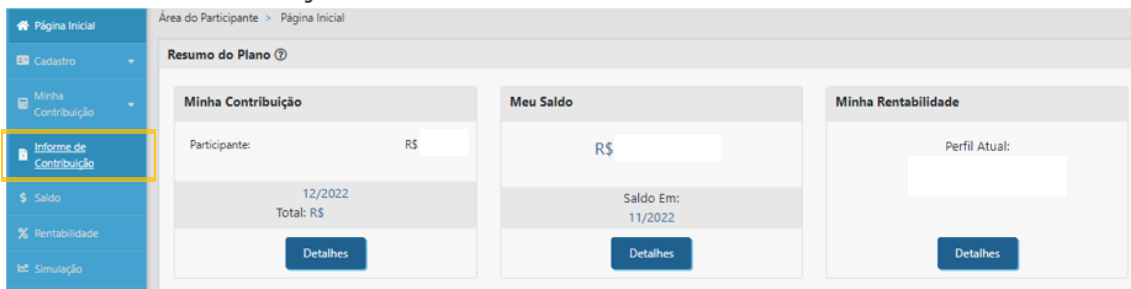 Página Inicial
Cadastro
Minha
Contribuição
Informe de
Contribuição
$ Saldo
% Rentabilidade
Simulação
Área do Participante > Página Inicial
Resumo do Plano ?
Minha Contribuição
Participante: R$
12/2022
Total: R$
Detalhes
Meu Saldo
R$
Saldo Em:
11/2022
Detalhes
Minha Rentabilidade
Perfil Atual:
Detalhes